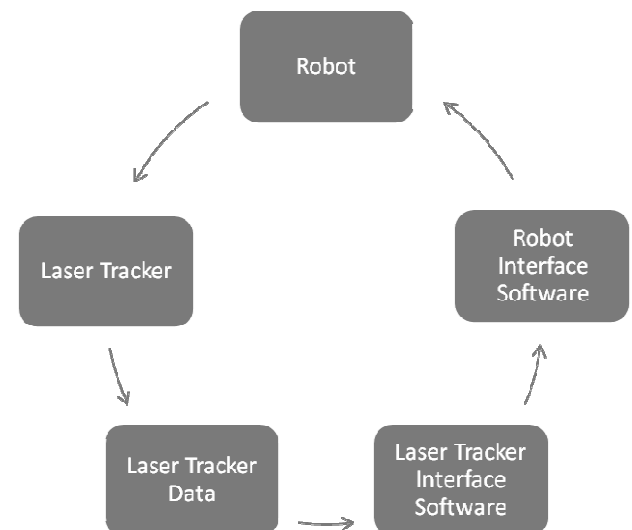 Robot
Laser Tracker
Robot
Interface
Software
Laser Tracker
Data
Laser Tracker
Interface
Software